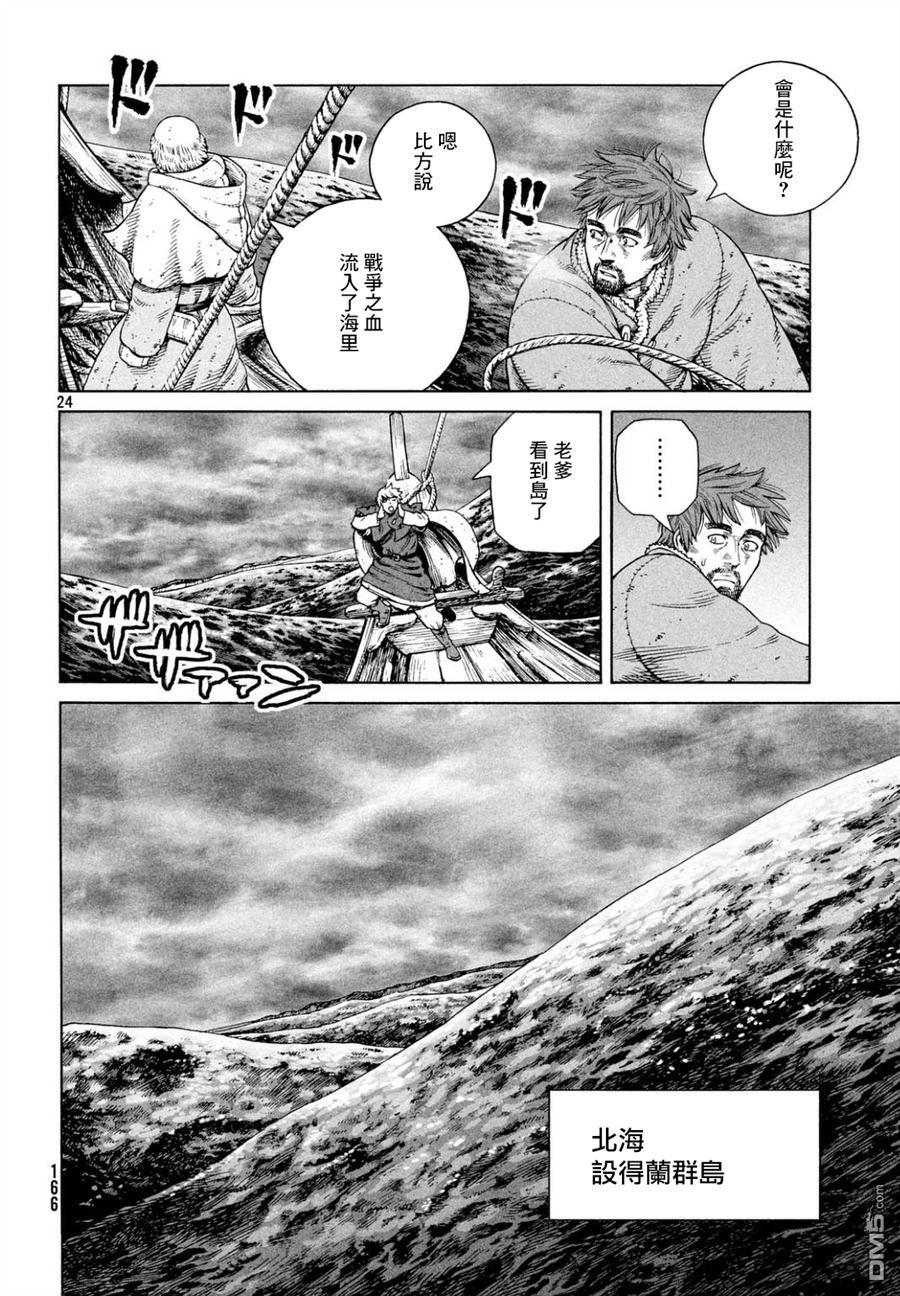 會是什麼呢？
嗯
比方說
戰爭之血
流入了海里
ドド
ドド
24
⋯⋯
老爹
看到島了
ザザザァァン
北海
設得蘭群島
166
DM5.com